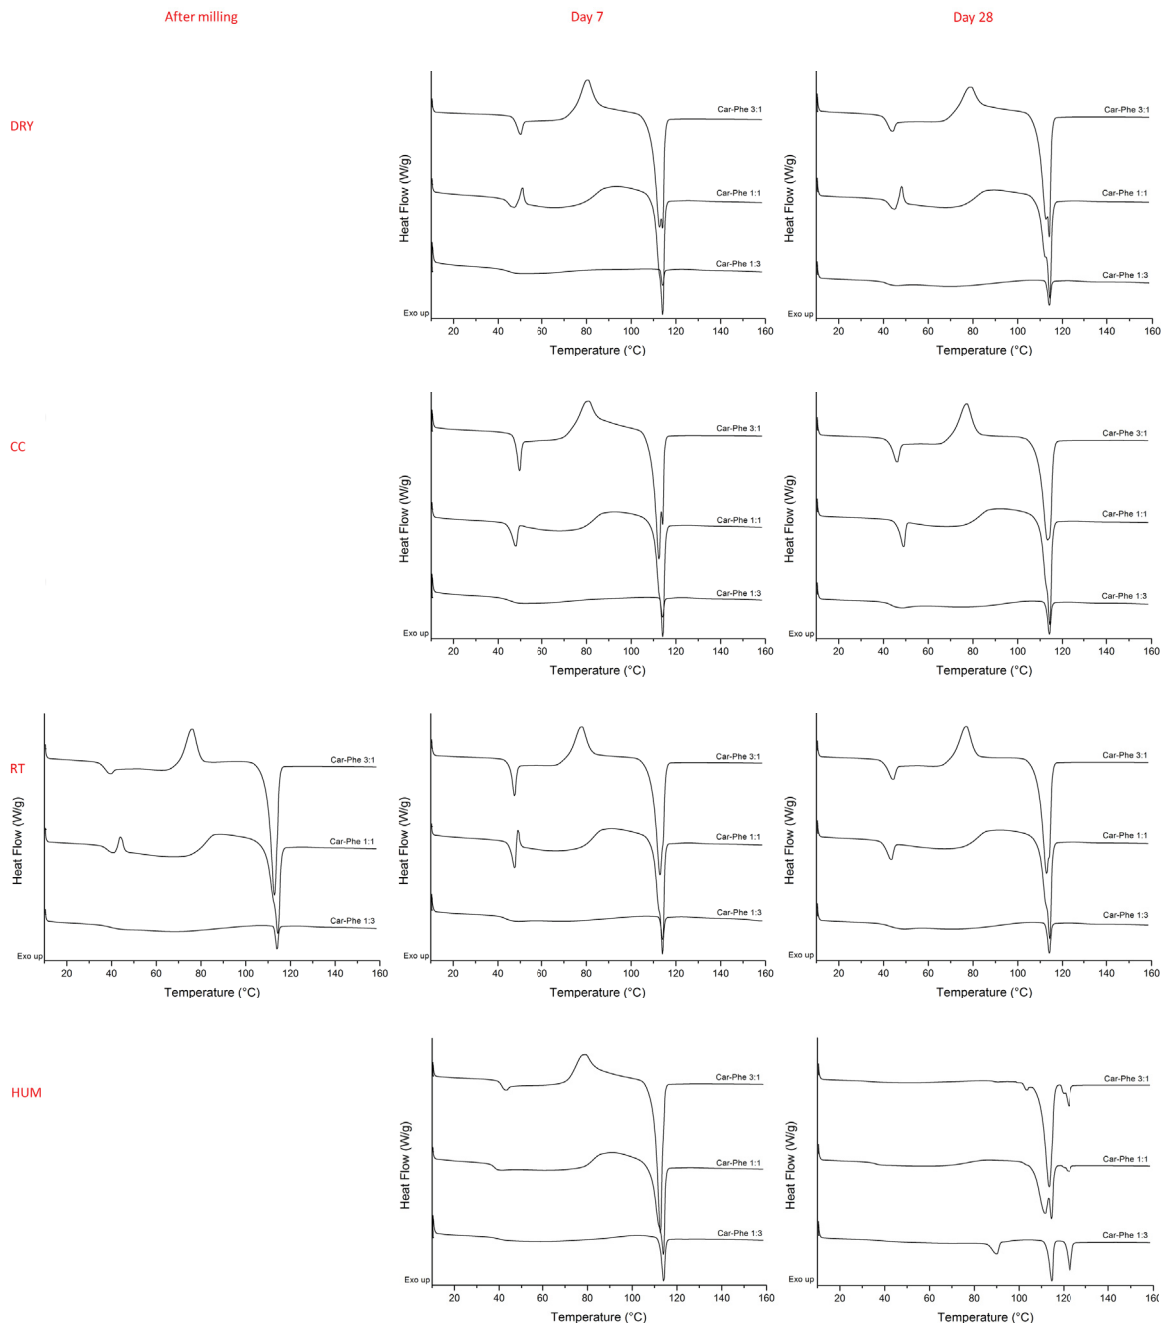 After milling
Day 7
Day 28
DRY
Heat Flow (W/g)
Car-Phe 3:1
Car-Phe 1:1
Car-Phe 1:3
Exo up
20 40 60 80 100 120 140 160
Temperature (°C)
Heat Flow (W/g)
Car-Phe 3:1
Car-Phe 1:1
Car-Phe 1:3
Exo up
20 40 60 80 100 120 140 160
Temperature (°C)
CC
Heat Flow (W/g)
Car-Phe 3:1
Car-Phe 1:1
Car-Phe 1:3
Exo up
20 40 60 80 100 120 140 160
Temperature (°C)
Heat Flow (W/g)
Car-Phe 3:1
Car-Phe 1:1
Car-Phe 1:3
Exo up
20 40 60 80 100 120 140 160
Temperature (°C)
RT
Heat Flow (W/g)
Car-Phe 3:1
Car-Phe 1:1
Car-Phe 1:3
Exo up
20 40 60 80 100 120 140 160
Temperature (°C)
Heat Flow (W/g)
Car-Phe 3:1
Car-Phe 1:1
Car-Phe 1:3
Exo up
20 40 60 80 100 120 140 160
Temperature (°C)
Heat Flow (W/g)
Car-Phe 3:1
Car-Phe 1:1
Car-Phe 1:3
Exo up
20 40 60 80 100 120 140 160
Temperature (°C)
HUM
Heat Flow (W/g)
Car-Phe 3:1
Car-Phe 1:1
Car-Phe 1:3
Exo up
20 40 60 80 100 120 140 160
Temperature (°C)
Heat Flow (W/g)
Car-Phe 3:1
Car-Phe 1:1
Car-Phe 1:3
Exo up
20 40 60 80 100 120 140 160
Temperature (°C)